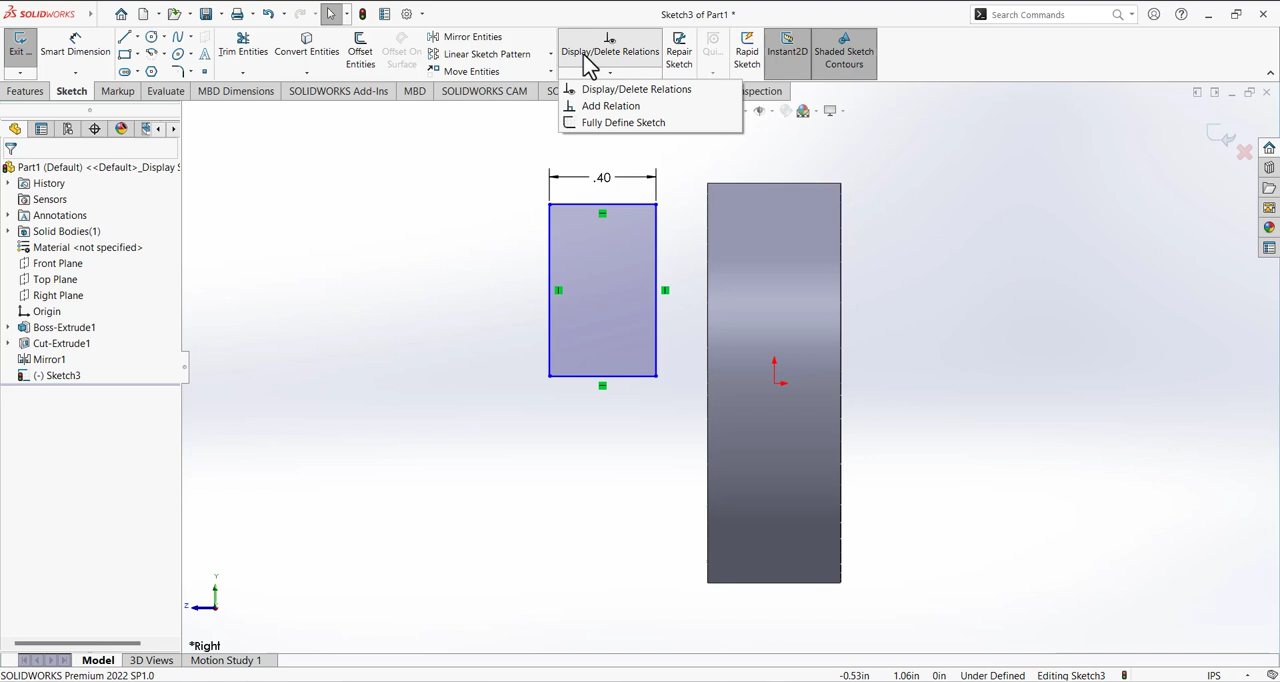 SOLIDWORKS
Sketch3 of Part1 *
Search Commands
Exit ...
Smart Dimension
Trim Entities
Convert Entities
Offset Entities
Offset On Surface
Mirror Entities
Linear Sketch Pattern
Move Entities
Display/Delete Relations
Repair Sketch
Qui...
Rapid Sketch
Instant2D
Shaded Sketch Contours
Features
Sketch
Markup
Evaluate
MBD Dimensions
SOLIDWORKS Add-Ins
MBD
SOLIDWORKS CAM
SC
spection
Display/Delete Relations
Add Relation
Fully Define Sketch
Part1 (Default) <<Default>_Display S
History
Sensors
Annotations
Solid Bodies(1)
Material <not specified>
Front Plane
Top Plane
Right Plane
Origin
Boss-Extrude1
Cut-Extrude1
Mirror1
(-) Sketch3
.40
Y
Z
*Right
Model
3D Views
Motion Study 1
SOLIDWORKS Premium 2022 SP1.0
-0.53in
1.06in
0in
Under Defined
Editing Sketch3
IPS